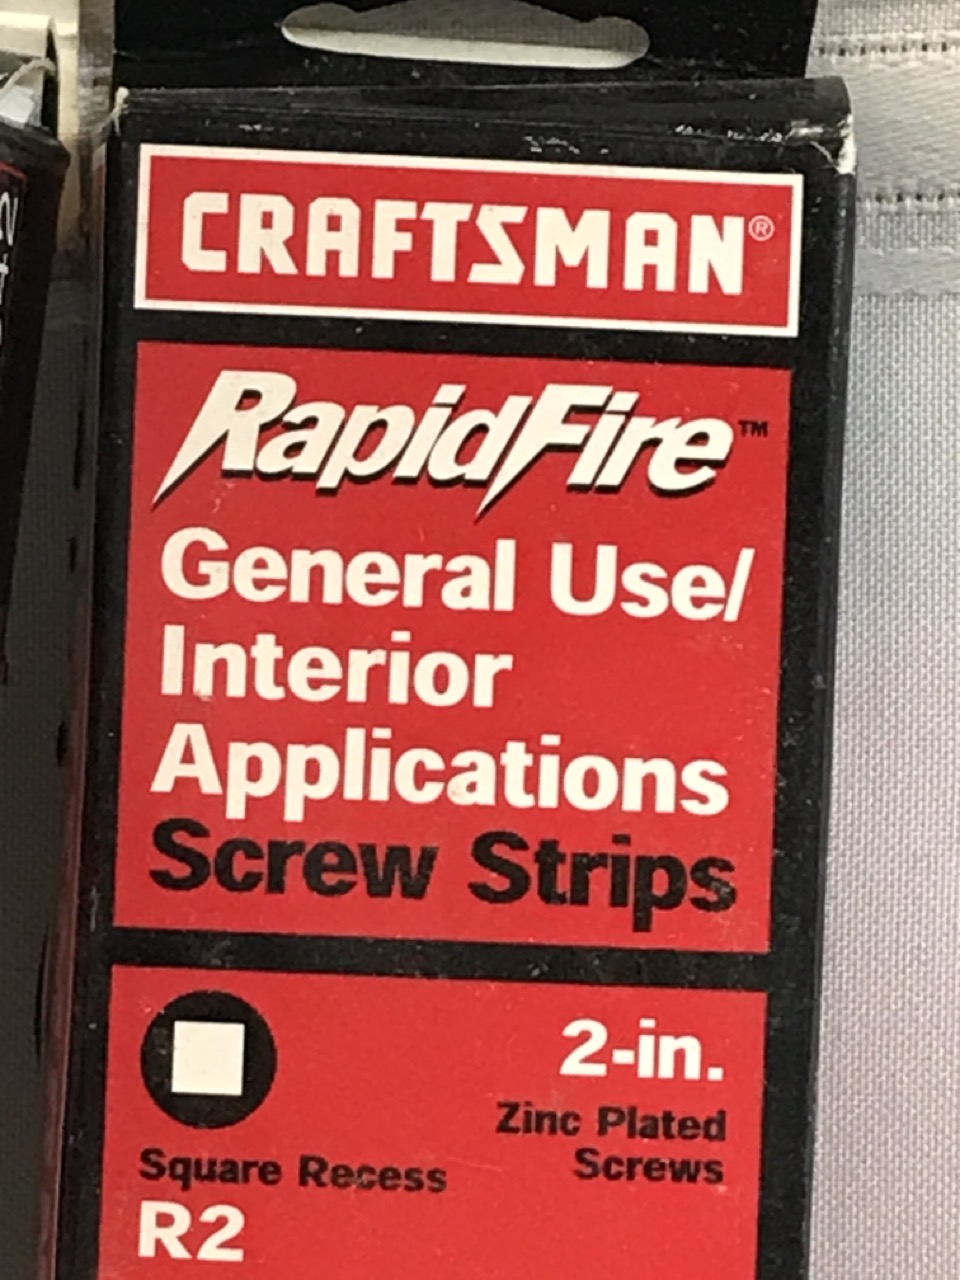 CRAFTSMAN®
RapidFire™
General Use/
Interior
Applications
Screw Strips
2-in.
Zinc Plated
Screws
Square Recess
R2